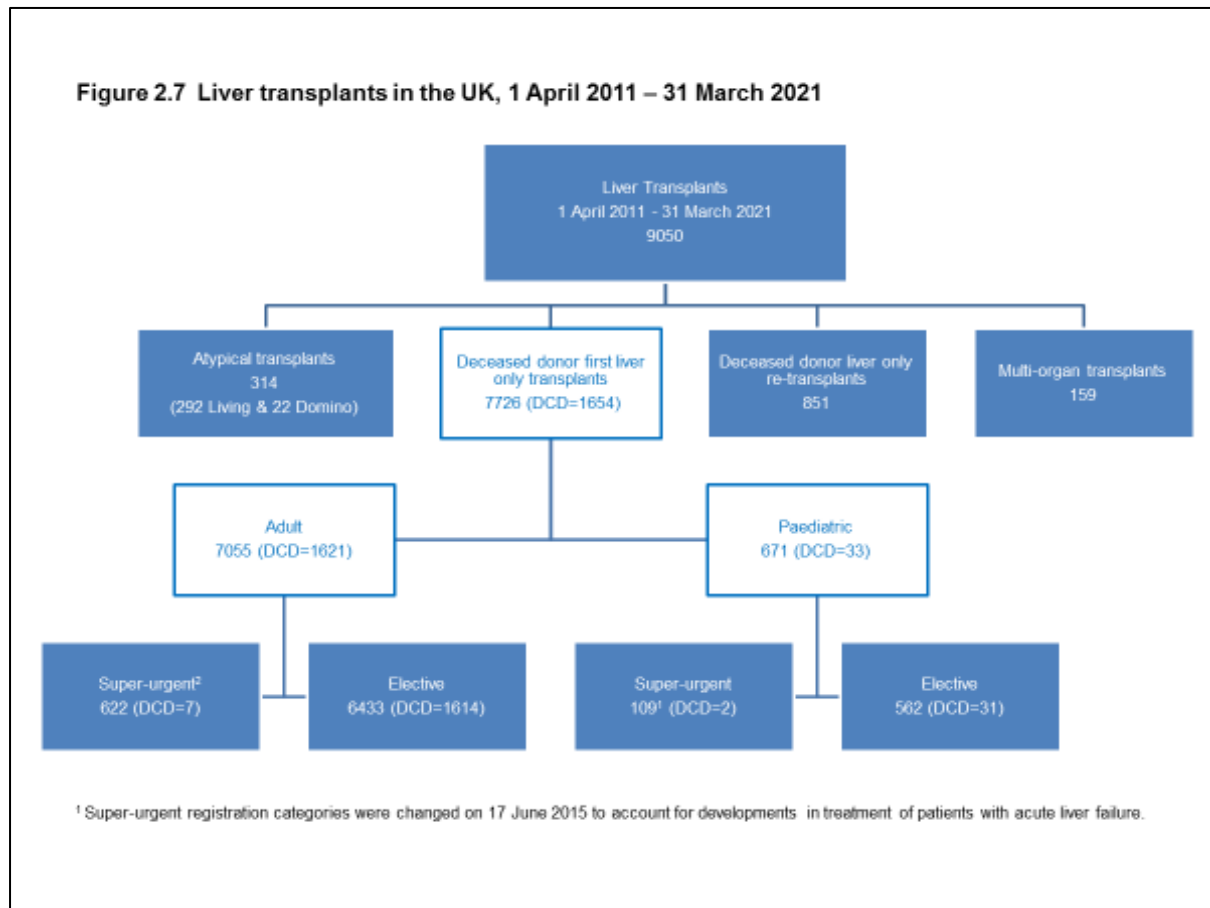 Figure 2.7 Liver transplants in the UK, 1 April 2011 – 31 March 2021
Liver Transplants
1 April 2011 - 31 March 2021
9050
Atypical transplants
314
(292 Living & 22 Domino)
Deceased donor first liver
only transplants
7726 (DCD=1654)
Deceased donor liver only
re-transplants
851
Multi-organ transplants
159
Adult
7055 (DCD=1621)
Paediatric
671 (DCD=33)
Super-urgent²
622 (DCD=7)
Elective
6433 (DCD=1614)
Super-urgent
109¹ (DCD=2)
Elective
562 (DCD=31)
¹ Super-urgent registration categories were changed on 17 June 2015 to account for developments in treatment of patients with acute liver failure.